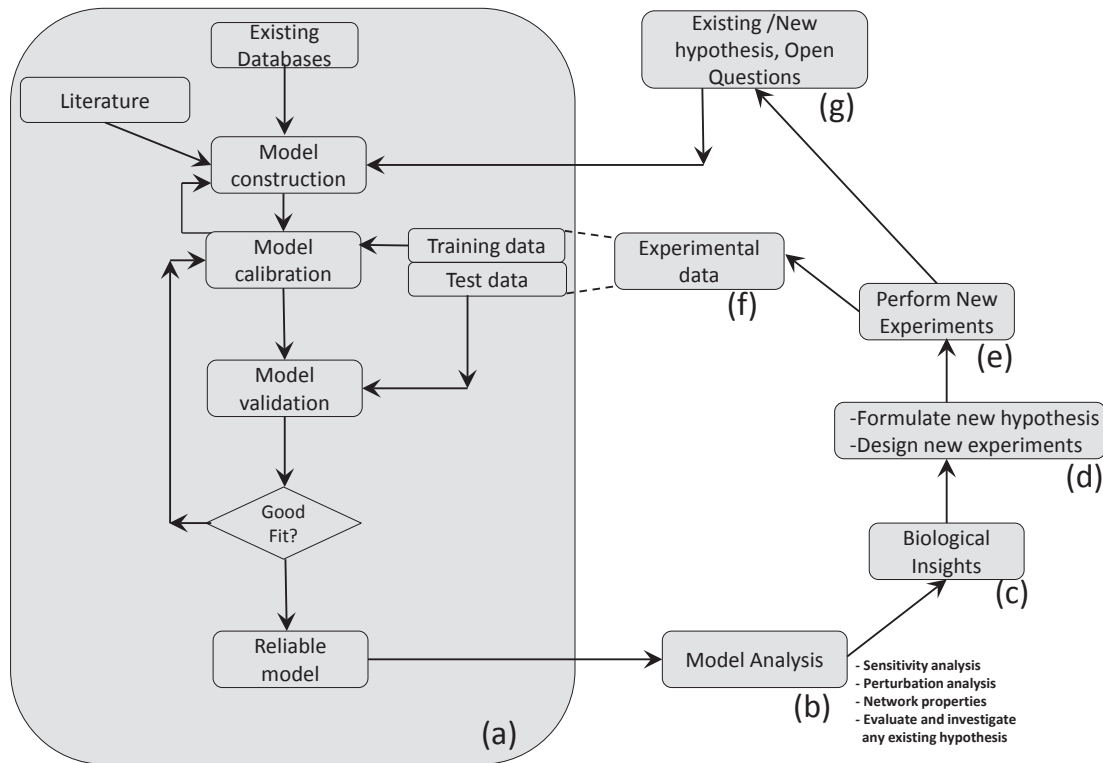 Existing
Databases
Literature
Model
construction
Model
calibration
Training data
Test data
Model
validation
Good
Fit?
Reliable
model
(a)
Existing /New
hypothesis, Open
Questions
(g)
Experimental
data
(f)
Perform New
Experiments
(e)
-Formulate new hypothesis
-Design new experiments
(d)
Biological
Insights
(c)
Model Analysis
(b)
- Sensitivity analysis
- Perturbation analysis
- Network properties
- Evaluate and investigate
any existing hypothesis